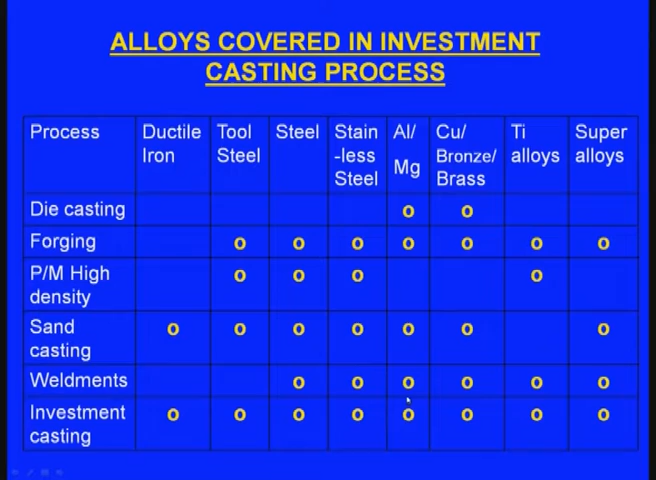 ALLOYS COVERED IN INVESTMENT
CASTING PROCESS
Process Ductile Iron Tool Steel Steel Stain -less Steel Al/ Mg Cu/ Bronze/ Brass Ti alloys Super alloys
Die casting o o
Forging o o o o o o o
P/M High density o o o o
Sand casting o o o o o o o
Weldments o o o o o o
Investment casting o o o o o o o o